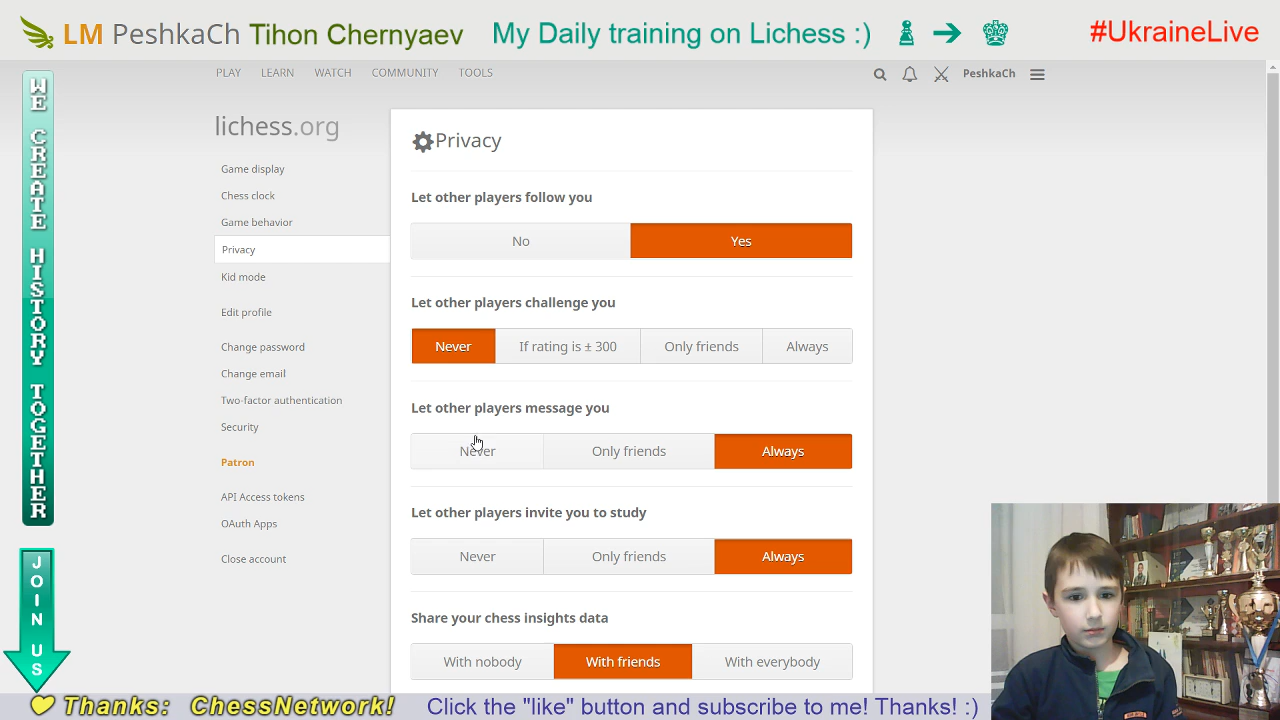 LM PeshkaCh Tihon Chernyaev My Daily training on Lichess :) #UkraineLive
PLAY LEARN WATCH COMMUNITY TOOLS PeshkaCh
WE CREATE HISTORY TOGETHER
JOIN US
lichess.org
Game display
Chess clock
Game behavior
Privacy
Kid mode
Edit profile
Change password
Change email
Two-factor authentication
Security
Patron
API Access tokens
OAuth Apps
Close account
Privacy
Let other players follow you
No Yes
Let other players challenge you
Never If rating is ± 300 Only friends Always
Let other players message you
Never Only friends Always
Let other players invite you to study
Never Only friends Always
Share your chess insights data
With nobody With friends With everybody
Thanks: ChessNetwork! Click the "like" button and subscribe to me! Thanks! :)